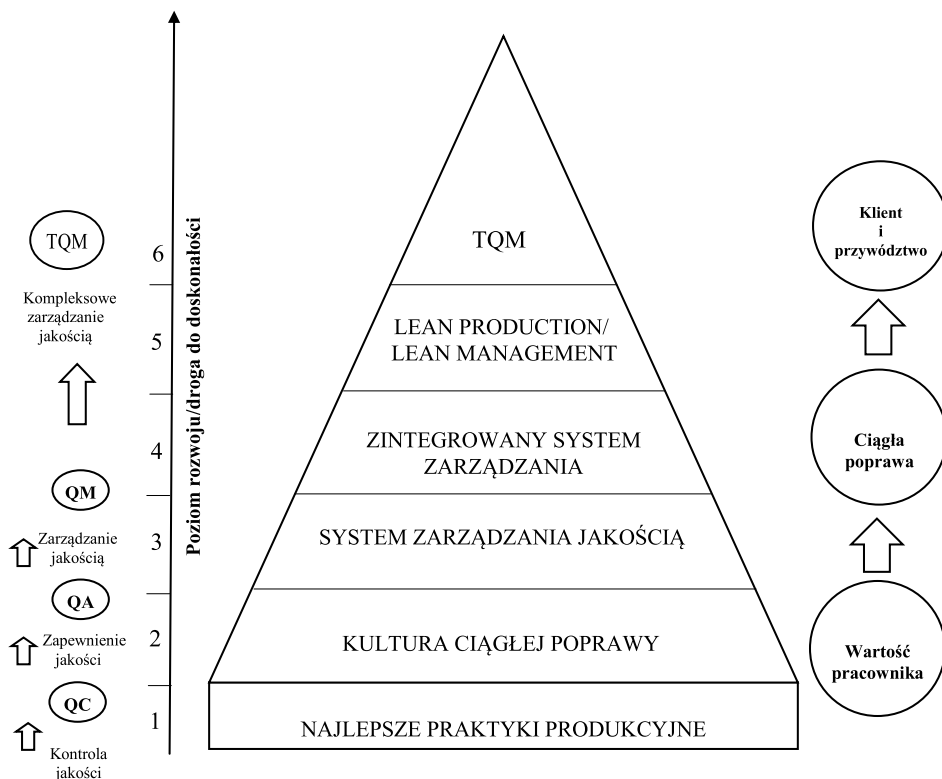 TQM
Kompleksowe
zarządzanie
jakością
QM
Zarządzanie
jakością
QA
Zapewnienie
jakości
QC
Kontrola
jakości
6
5
4
3
2
1
Poziom rozwoju/droga do doskonałości
TQM
LEAN PRODUCTION/
LEAN MANAGEMENT
ZINTEGROWANY SYSTEM
ZARZĄDZANIA
SYSTEM ZARZĄDZANIA JAKOŚCIĄ
KULTURA CIĄGŁEJ POPRAWY
NAJLEPSZE PRAKTYKI PRODUKCYJNE
Klient
i
przywództwo
Ciągła
poprawa
Wartość
pracownika